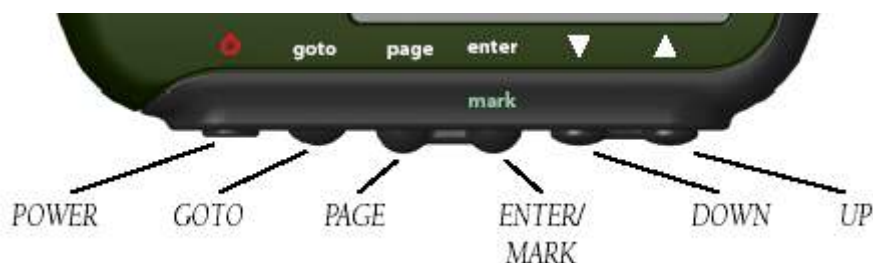 goto page enter
mark
POWER GOTO PAGE ENTER/ DOWN UP
MARK